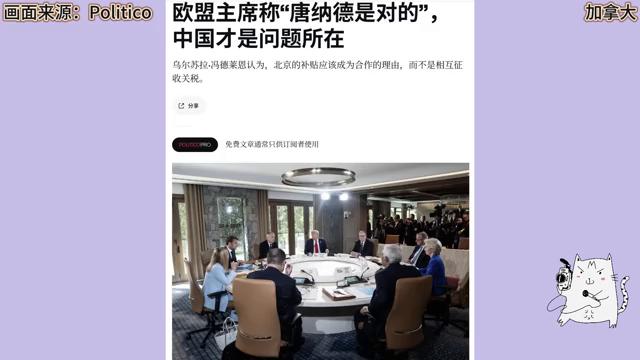 画面来源：Politico
加拿大
欧盟主席称“唐纳德是对的”，
中国才是问题所在
乌尔苏拉·冯德莱恩认为，北京的补贴应该成为合作的理由，而不是相互征
收关税。
分享
POLITICOPRO
免费文章通常只供订阅者使用